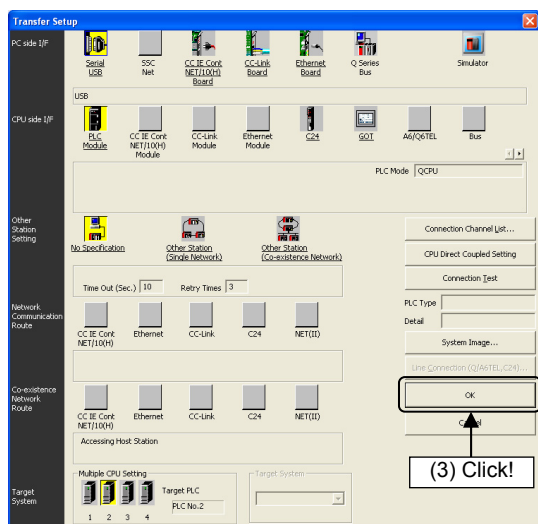 Transfer Setup
PC side I/F
Serial USB
SSC Net
CC IE Cont NET/10(H) Board
CC-Link Board
Ethernet Board
Q Series Bus
Simulator
USB
CPU side I/F
PLC Module
CC IE Cont NET/10(H) Module
CC-Link Module
Ethernet Module
C24
GOT
A6/Q6TEL
Bus
PLC Mode QCPU
Other Station Setting
No Specification
Other Station (Single Network)
Other Station (Co-existence Network)
Connection Channel List...
CPU Direct Coupled Setting
Time Out (Sec.) 10 Retry Times 3
Connection Test
PLC Type
Detail
Network Communication Route
CC IE Cont NET/10(H)
Ethernet
CC-Link
C24
NET(II)
System Image...
Line Connection (Q/A6TEL,C24)...
OK
Co-existence Network Route
CC IE Cont NET/10(H)
Ethernet
CC-Link
C24
NET(II)
Accessing Host Station
(3) Click!
Multiple CPU Setting
Target System
Target System
1 2 3 4
Target PLC
PLC No.2